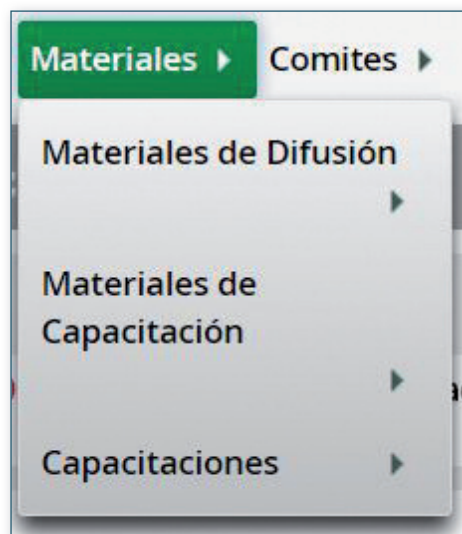 Materiales Comites
Materiales de Difusión
Materiales de
Capacitación
Capacitaciones